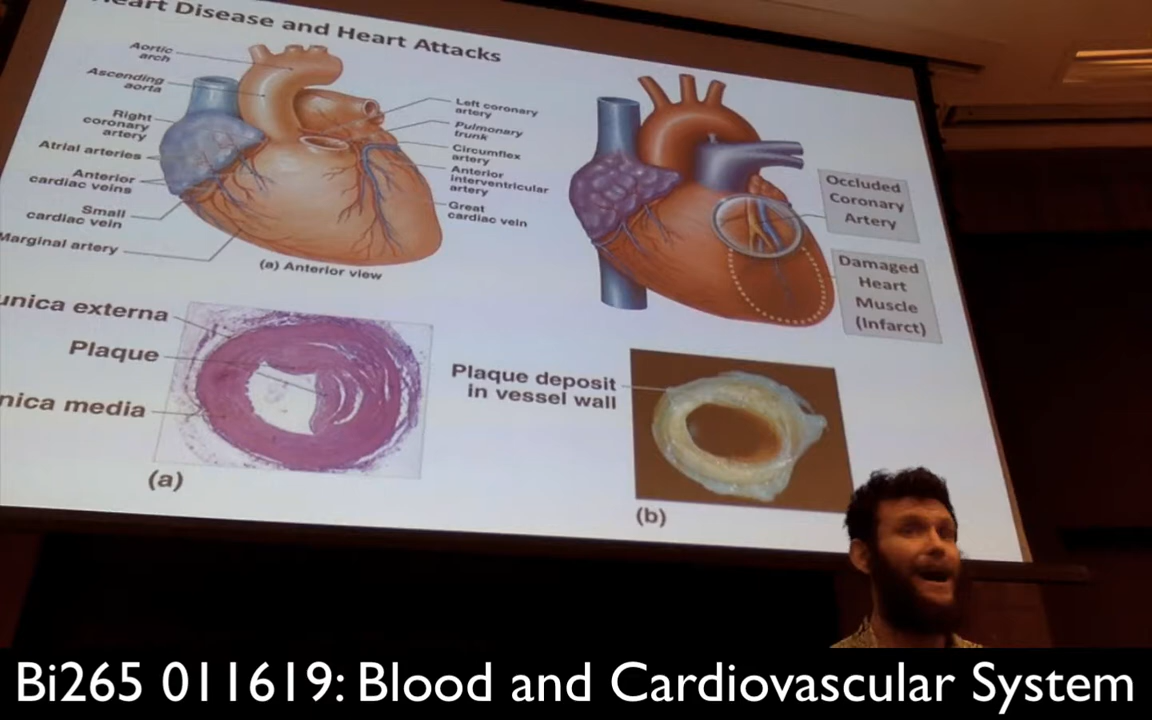 Heart Disease and Heart Attacks
Aortic
arch
Ascending
aorta
Right
coronary
artery
Atrial arteries
Anterior
cardiac veins
Small
cardiac vein
Marginal artery
Left coronary
artery
Pulmonary
trunk
Circumflex
artery
Anterior
interventricular
artery
Great
cardiac vein
(a) Anterior view
Occluded
Coronary
Artery
Damaged
Heart
Muscle
(Infarct)
unica externa
Plaque
nica media
(a)
Plaque deposit
in vessel wall
(b)
Bi265 011619: Blood and Cardiovascular System